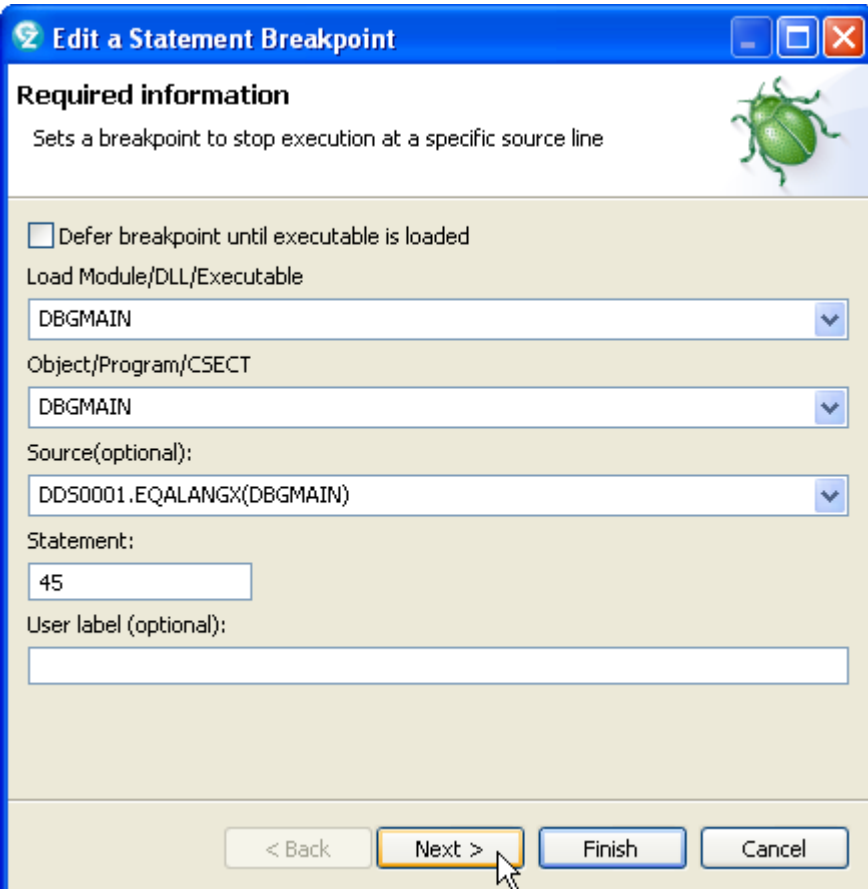 Edit a Statement Breakpoint
Required information
Sets a breakpoint to stop execution at a specific source line
Defer breakpoint until executable is loaded
Load Module/DLL/Executable
DBGMAIN
Object/Program/CSECT
DBGMAIN
Source(optional):
DDS0001.EQALANGX(DBGMAIN)
Statement:
45
User label (optional):
< Back Next > Finish Cancel